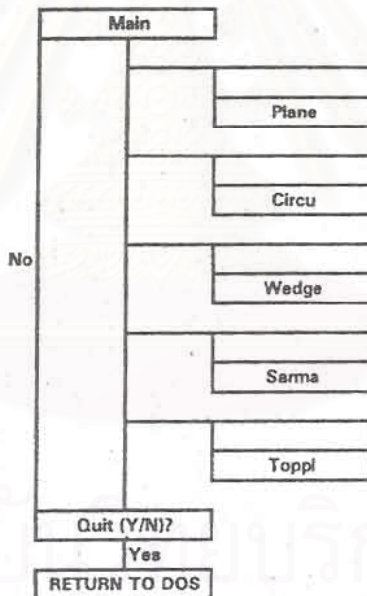 Main
Plane
Circu
No
Wedge
Sarma
Toppl
Quit (Y/N)?
Yes
RETURN TO DOS